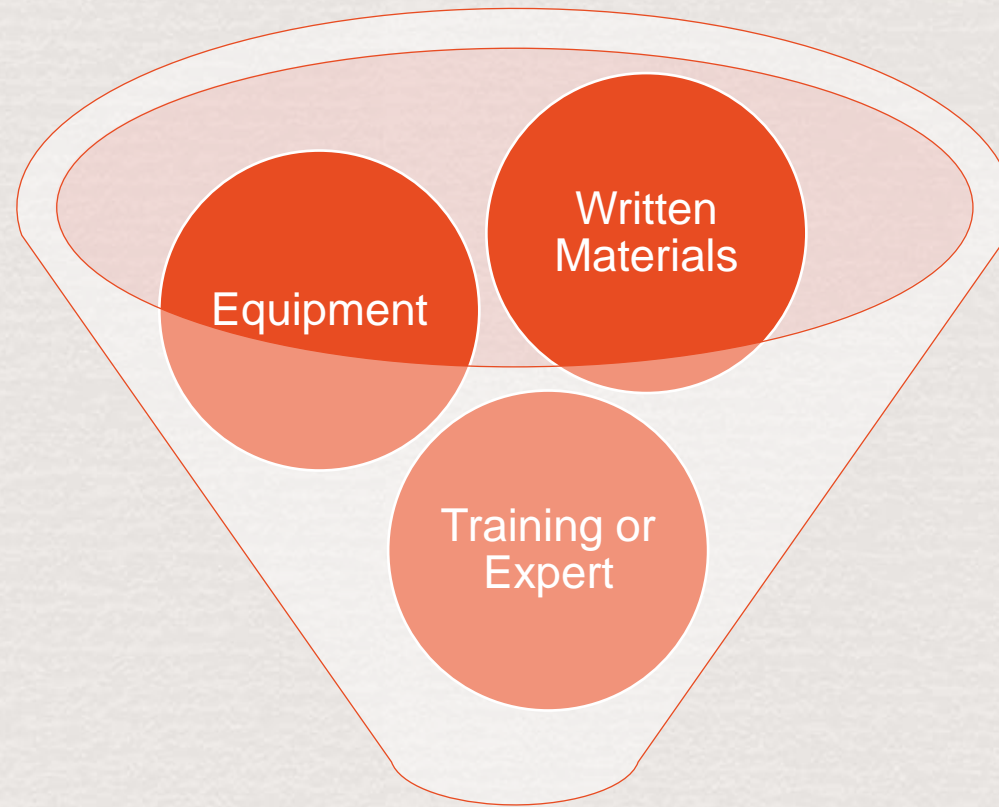 Written
Materials
Equipment
Training or
Expert